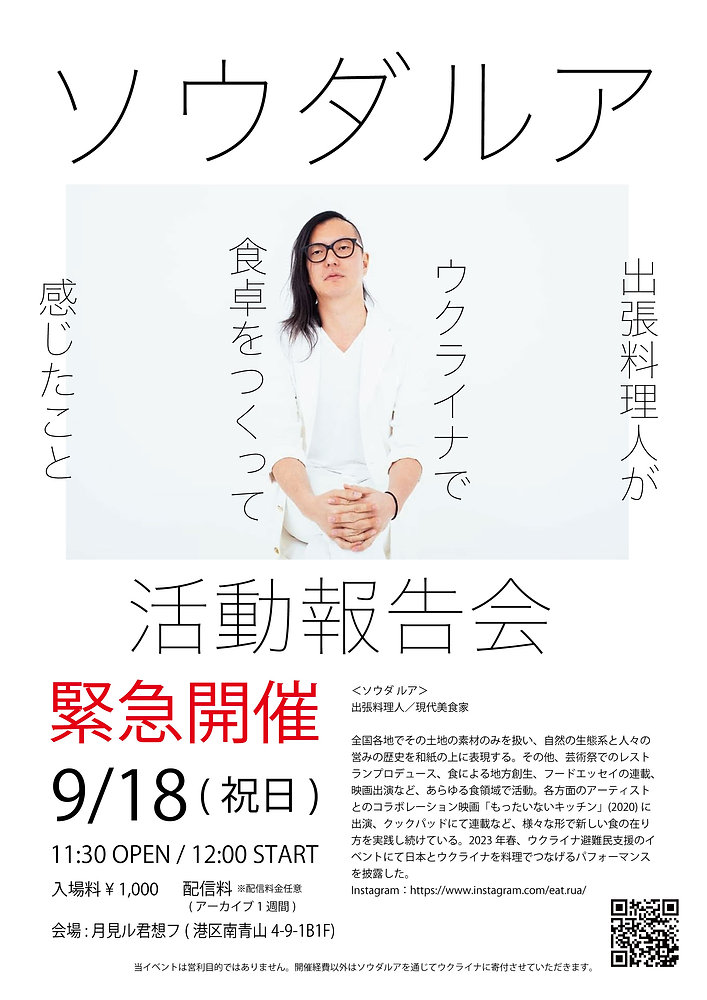 ソウダルア
出張料理人が
ウクライナで
食卓をつくって
感じたこと
活動報告会
緊急開催
9/18 ( 祝日 )
11:30 OPEN / 12:00 START
入場料 ¥ 1,000 配信料 ※配信料金任意
( アーカイブ 1 週間 )
会場 : 月見ル君想フ ( 港区南青山 4-9-1B1F)
＜ソウダルア＞
出張料理人／現代美食家
全国各地でその土地の素材のみを扱い、自然の生態系と人々の
営みの歴史を和紙の上に表現する。その他、芸術祭でのレスト
ランプロデュース、食による地方創生、フードエッセイの連載、
映画出演など、あらゆる食領域で活動。各方面のアーティスト
とのコラボレーション映画「もったいないキッチン」(2020) に
出演、クックパッドにて連載など、様々な形で新しい食の在り
方を実践し続けている。2023 年春、ウクライナ避難民支援のイ
ベントにて日本とウクライナを料理でつなげるパフォーマンス
を披露した。
Instagram：https://www.instagram.com/eat.rua/
当イベントは営利目的ではありません。開催経費以外はソウダルアを通じてウクライナに寄付させていただきます。